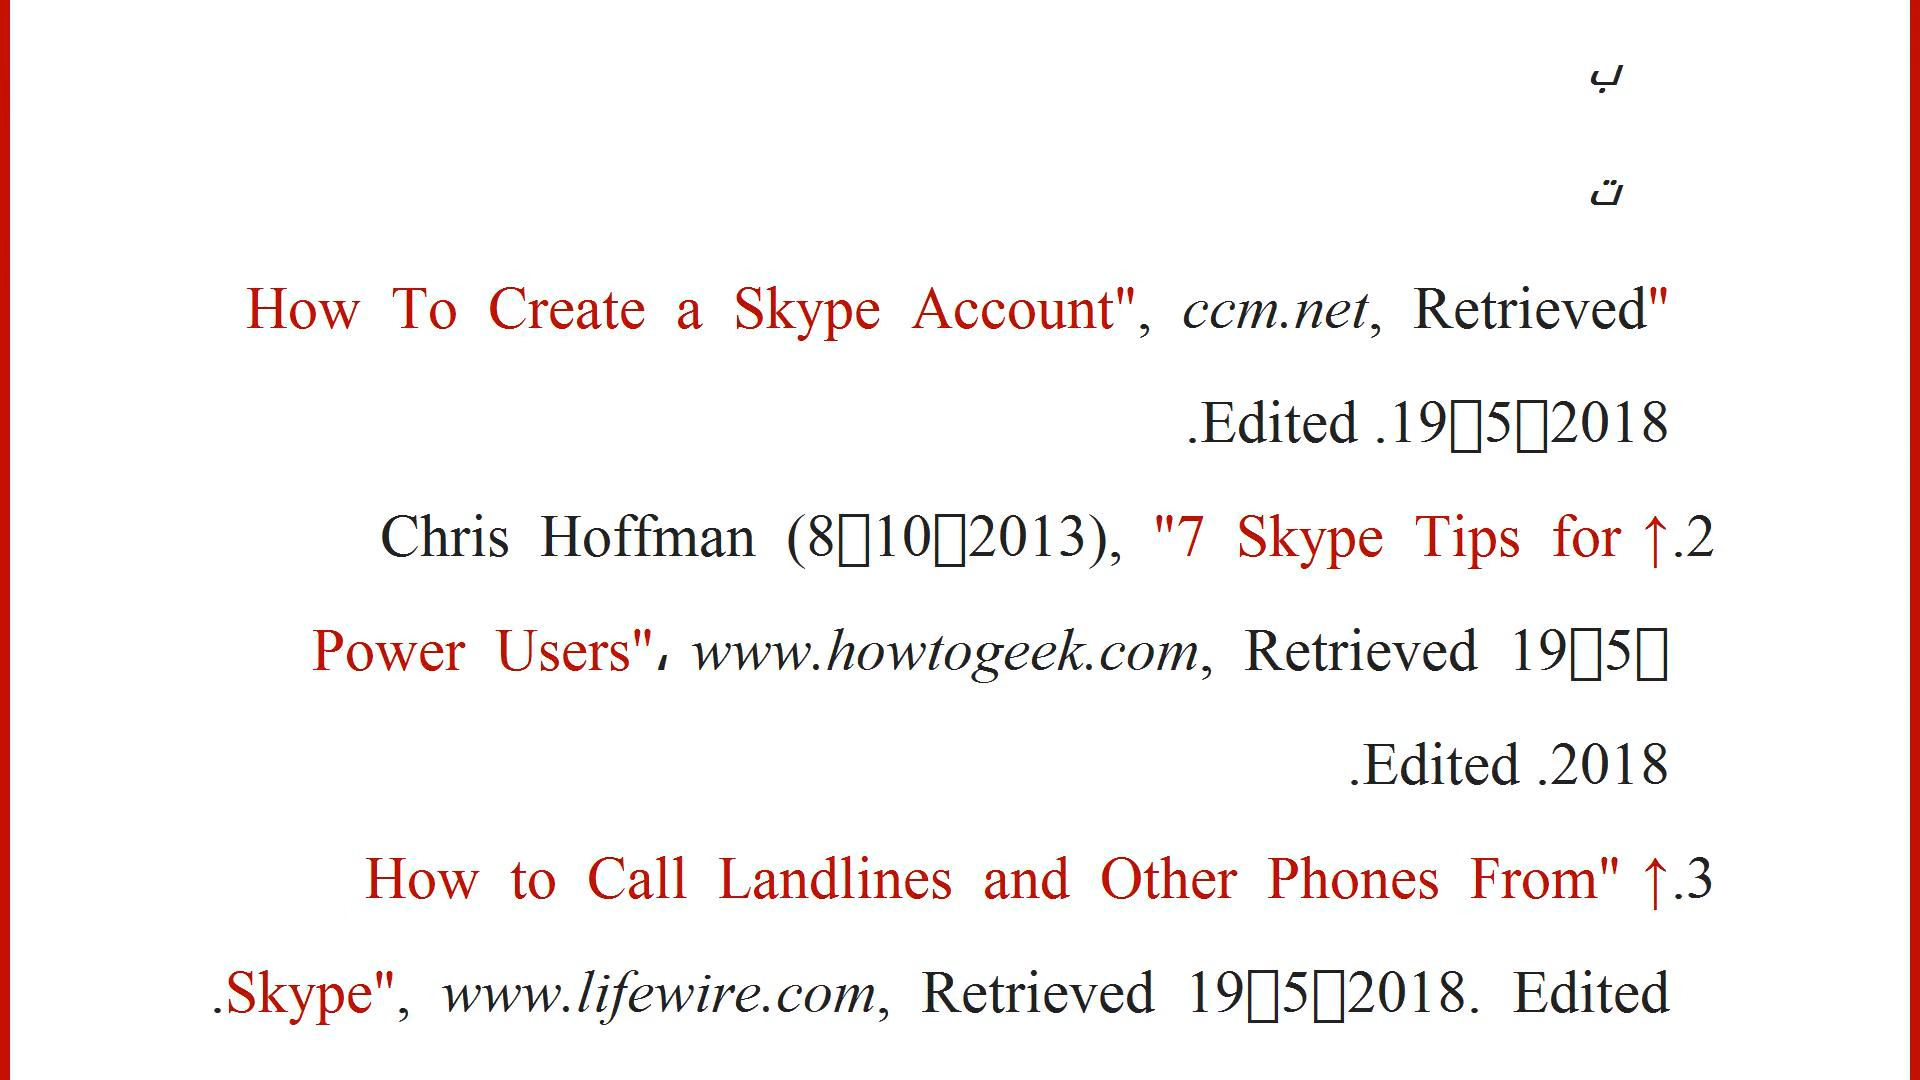 ب
ت
How To Create a Skype Account", ccm.net, Retrieved"
.Edited .19▯5▯2018
Chris Hoffman (8▯10▯2013), "7 Skype Tips for ↑.2
Power Users"، www.howtogeek.com, Retrieved 19▯5▯
.Edited .2018
How to Call Landlines and Other Phones From" ↑.3
.Skype", www.lifewire.com, Retrieved 19▯5▯2018. Edited